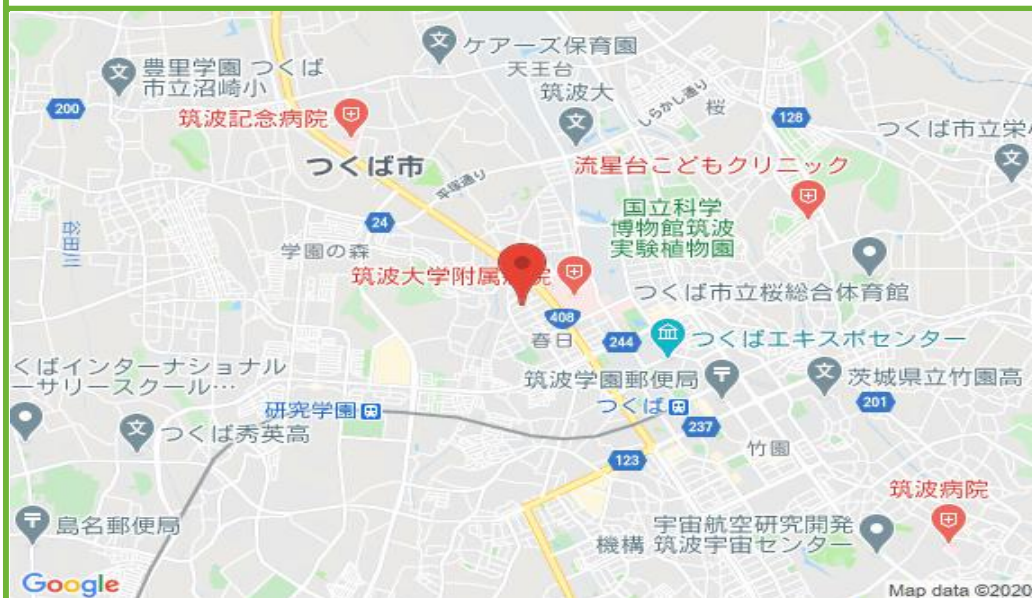 ケアーズ保育園
豊里学園 つくば
市立沼崎小
天王台
筑波大
200
しらかし通り
桜
128
筑波記念病院
つくば市立栄小
つくば市
流星台こどもクリニック
平塚通り
国立科学
博物館筑波
実験植物園
24
谷田川
学園の森
筑波大学附属
院
つくば市立桜総合体育館
408
春日
244
つくばエキスポセンター
くばインターナショナル
ーサリースクール…
筑波学園郵便局
茨城県立竹園高
研究学園
つくば
201
つくば秀英高
237
竹園
123
筑波病院
島名郵便局
宇宙航空研究開発
機構 筑波宇宙センター
Google
Map data ©2020